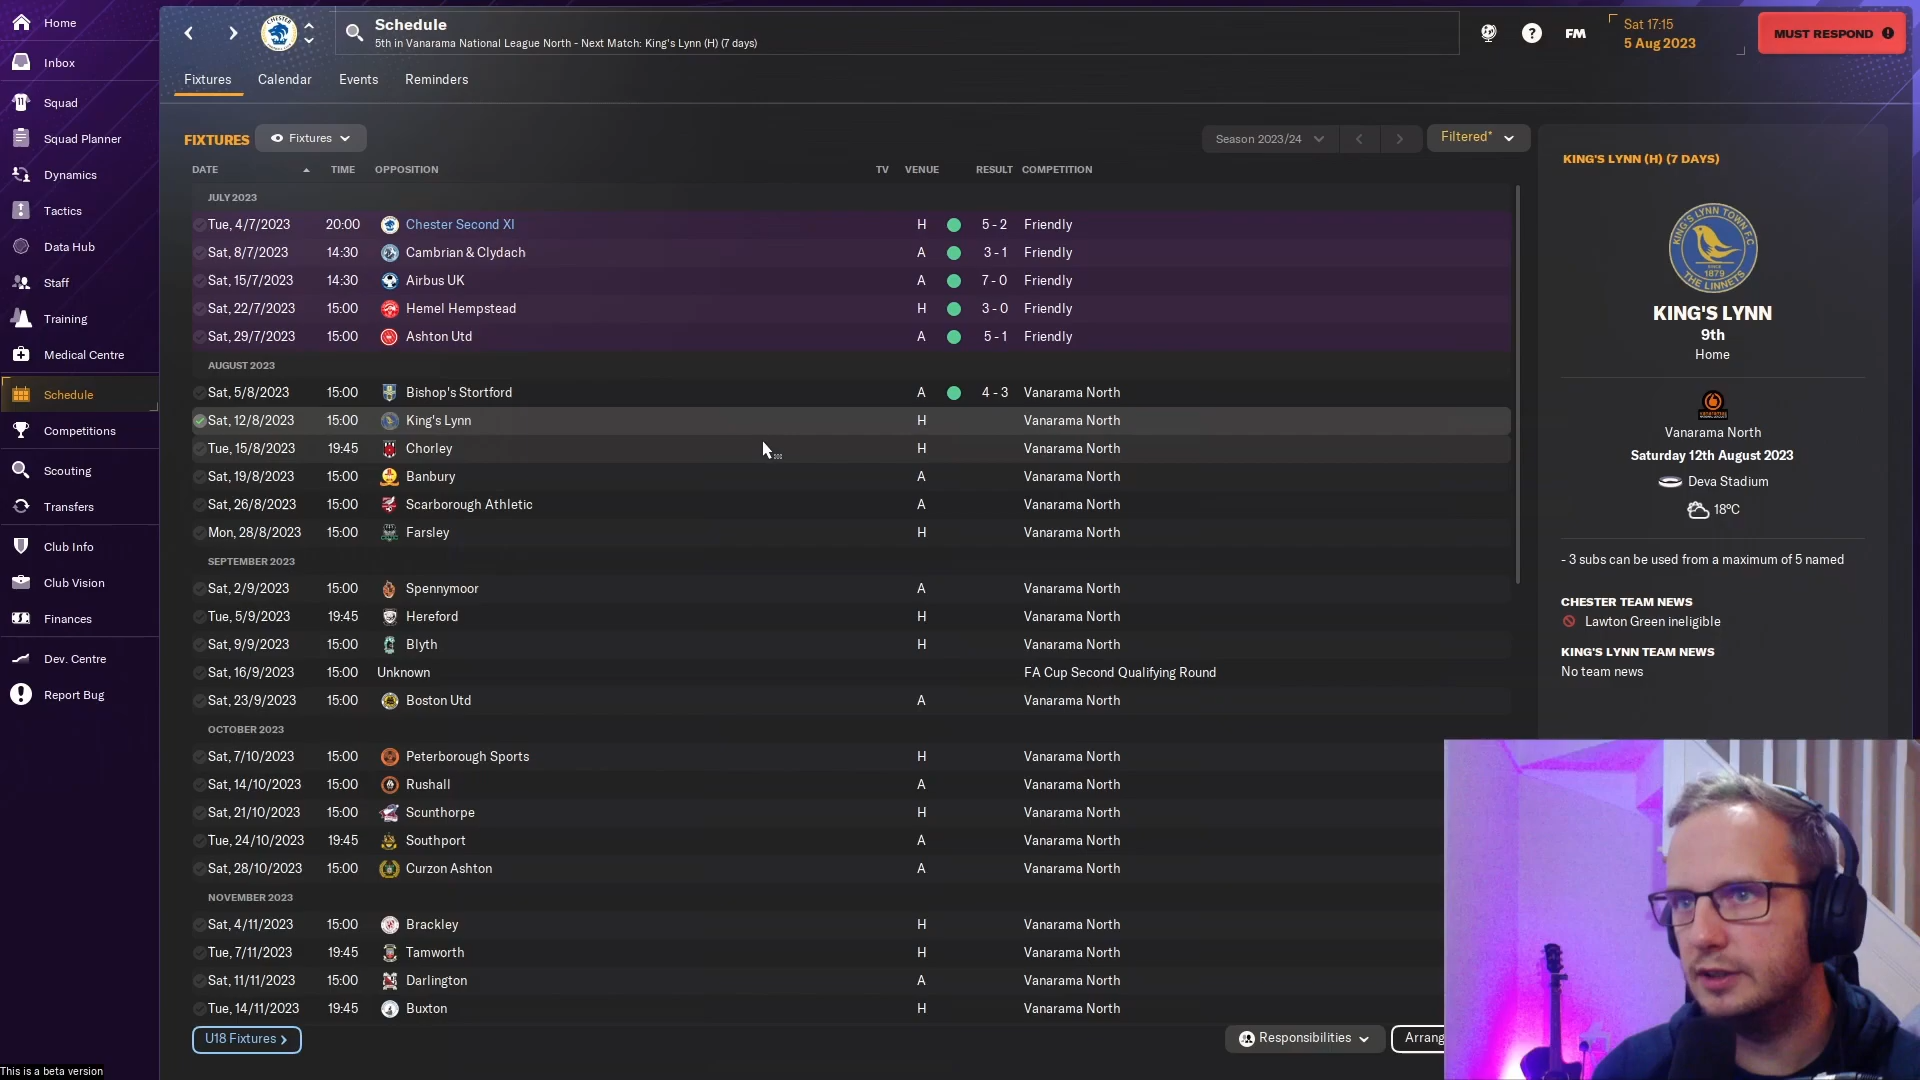 Home
Inbox
Squad
Squad Planner
Dynamics
Tactics
Data Hub
Staff
Training
Medical Centre
Schedule
Competitions
Scouting
Transfers
Club Info
Club Vision
Finances
Dev. Centre
Report Bug
This is a beta version
Schedule
5th in Vanarama National League North - Next Match: King's Lynn (H) (7 days)
FM
Sat 17:15
5 Aug 2023
MUST RESPOND
Fixtures Calendar Events Reminders
FIXTURES Fixtures Season 2023/24 Filtered*
DATE TIME OPPOSITION TV VENUE RESULT COMPETITION
JULY 2023
Tue, 4/7/2023 20:00 Chester Second XI H 5 - 2 Friendly
Sat, 8/7/2023 14:30 Cambrian & Clydach A 3 - 1 Friendly
Sat, 15/7/2023 14:30 Airbus UK A 7 - 0 Friendly
Sat, 22/7/2023 15:00 Hemel Hempstead H 3 - 0 Friendly
Sat, 29/7/2023 15:00 Ashton Utd A 5 - 1 Friendly
AUGUST 2023
Sat, 5/8/2023 15:00 Bishop's Stortford A 4 - 3 Vanarama North
Sat, 12/8/2023 15:00 King's Lynn H Vanarama North
Tue, 15/8/2023 19:45 Chorley H Vanarama North
Sat, 19/8/2023 15:00 Banbury A Vanarama North
Sat, 26/8/2023 15:00 Scarborough Athletic A Vanarama North
Mon, 28/8/2023 15:00 Farsley H Vanarama North
SEPTEMBER 2023
Sat, 2/9/2023 15:00 Spennymoor A Vanarama North
Tue, 5/9/2023 19:45 Hereford H Vanarama North
Sat, 9/9/2023 15:00 Blyth H Vanarama North
Sat, 16/9/2023 15:00 Unknown FA Cup Second Qualifying Round
Sat, 23/9/2023 15:00 Boston Utd A Vanarama North
OCTOBER 2023
Sat, 7/10/2023 15:00 Peterborough Sports H Vanarama North
Sat, 14/10/2023 15:00 Rushall A Vanarama North
Sat, 21/10/2023 15:00 Scunthorpe H Vanarama North
Tue, 24/10/2023 19:45 Southport A Vanarama North
Sat, 28/10/2023 15:00 Curzon Ashton A Vanarama North
NOVEMBER 2023
Sat, 4/11/2023 15:00 Brackley H Vanarama North
Tue, 7/11/2023 19:45 Tamworth H Vanarama North
Sat, 11/11/2023 15:00 Darlington A Vanarama North
Tue, 14/11/2023 19:45 Buxton H Vanarama North
U18 Fixtures Responsibilities Arrang
KING'S LYNN (H) (7 DAYS)
KING'S LYNN TOWN F.C
1879
THE LINNETS
KING'S LYNN
9th
Home
Vanarama North
Saturday 12th August 2023
Deva Stadium
18°C
- 3 subs can be used from a maximum of 5 named
CHESTER TEAM NEWS
Lawton Green ineligible
KING'S LYNN TEAM NEWS
No team news